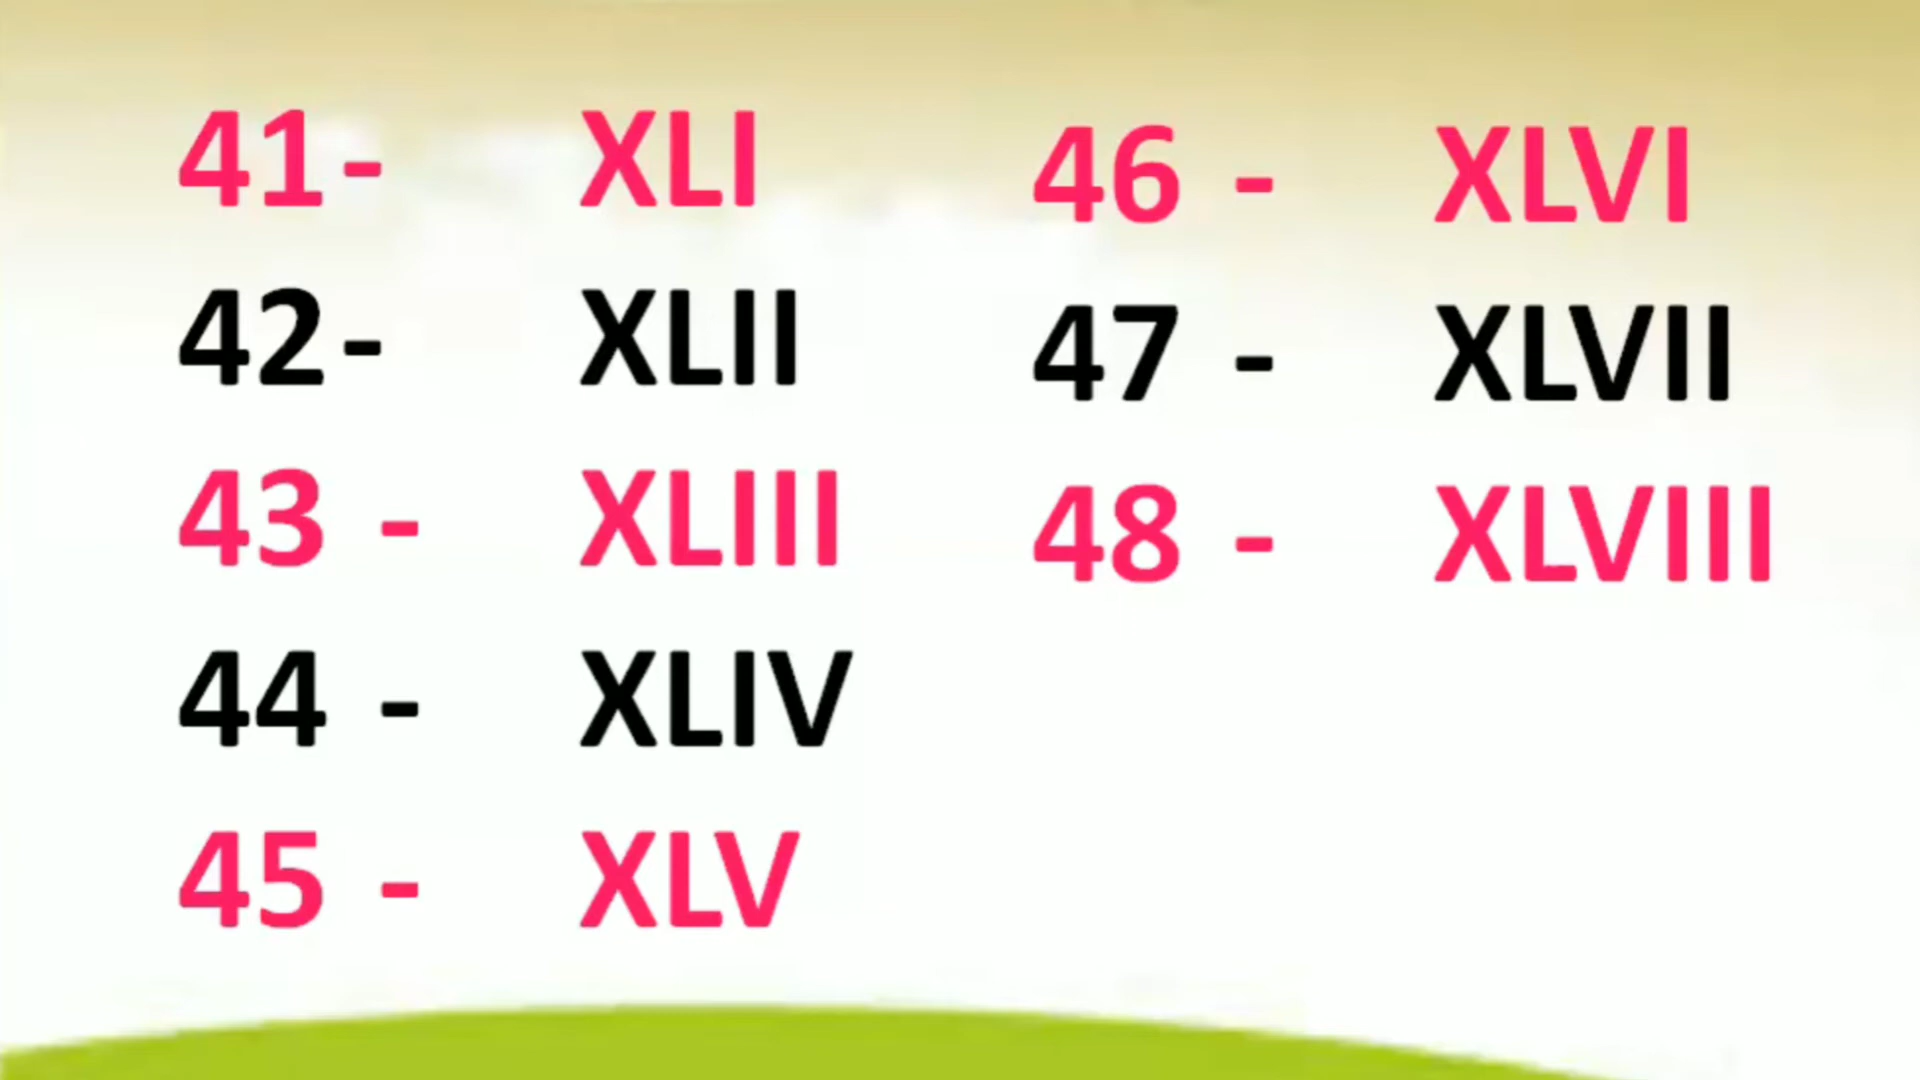 41- XLI
42- XLII
43 - XLIII
44 - XLIV
45 - XLV
46 - XLVI
47 - XLVII
48 - XLVIII